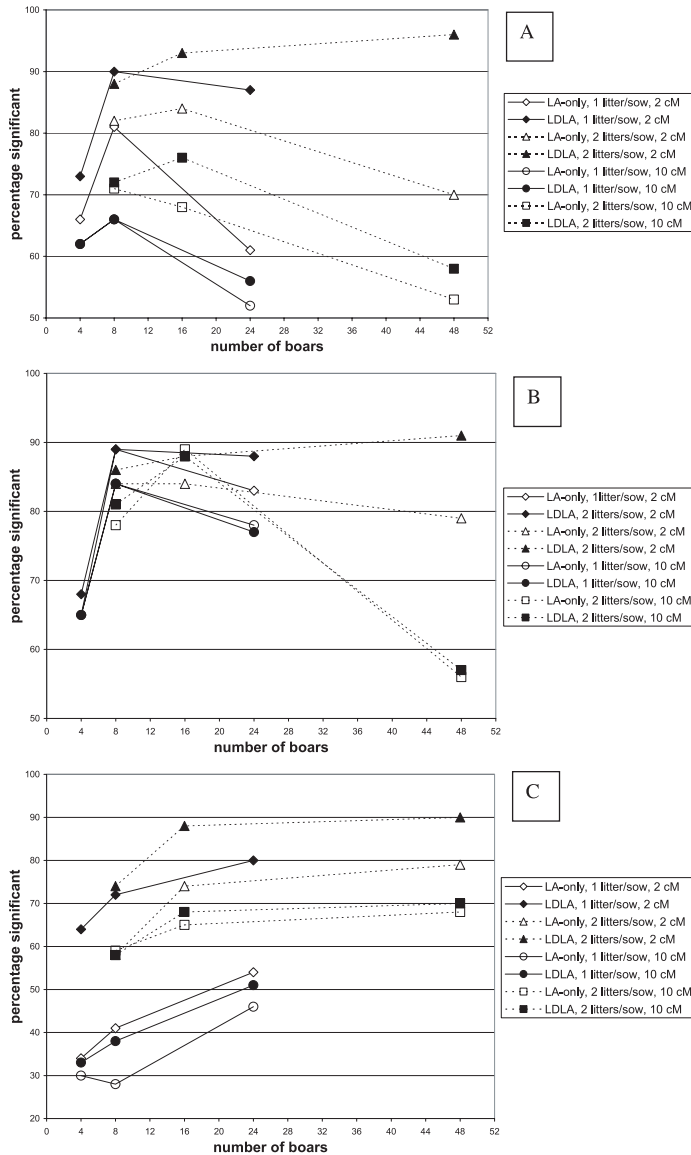 100
90
80
70
60
50
percentage significant
0 4 8 12 16 20 24 28 32 36 40 44 48 52
number of boars
A
LA-only, 1 litter/sow, 2 cM
LDLA, 1 litter/sow, 2 cM
LA-only, 2 litters/sow, 2 cM
LDLA, 2 litters/sow, 2 cM
LA-only, 1 litter/sow, 10 cM
LDLA, 1 litter/sow, 10 cM
LA-only, 2 litters/sow, 10 cM
LDLA, 2 litters/sow, 10 cM
100
90
80
70
60
50
percentage significant
0 4 8 12 16 20 24 28 32 36 40 44 48 52
number of boars
B
LA-only, 1litter/sow, 2 cM
LDLA, 2 litters/sow, 2 cM
LA-only, 2 litters/sow, 2 cM
LDLA, 2 litters/sow, 2 cM
LA-only, 1 litters/sow, 10 cM
LDLA, 1 litter/sow, 10 cM
LA-only, 2 litters/sow, 10 cM
LDLA, 2 litters/sow, 10 cM
100
90
80
70
60
50
40
30
20
percentage significant
0 4 8 12 16 20 24 28 32 36 40 44 48 52
number of boars
C
LA-only, 1 litter/sow, 2 cM
LDLA, 1 litter/sow, 2 cM
LA-only, 2 litters/sow, 2 cM
LDLA, 2 litters/sow, 2 cM
LA-only, 1 litter/sow, 10 cM
LDLA, 1 litter/sow, 10 cM
LA-only, 2 litters/sow, 10 cM
LDLA, 2 litters/sow, 10 cM